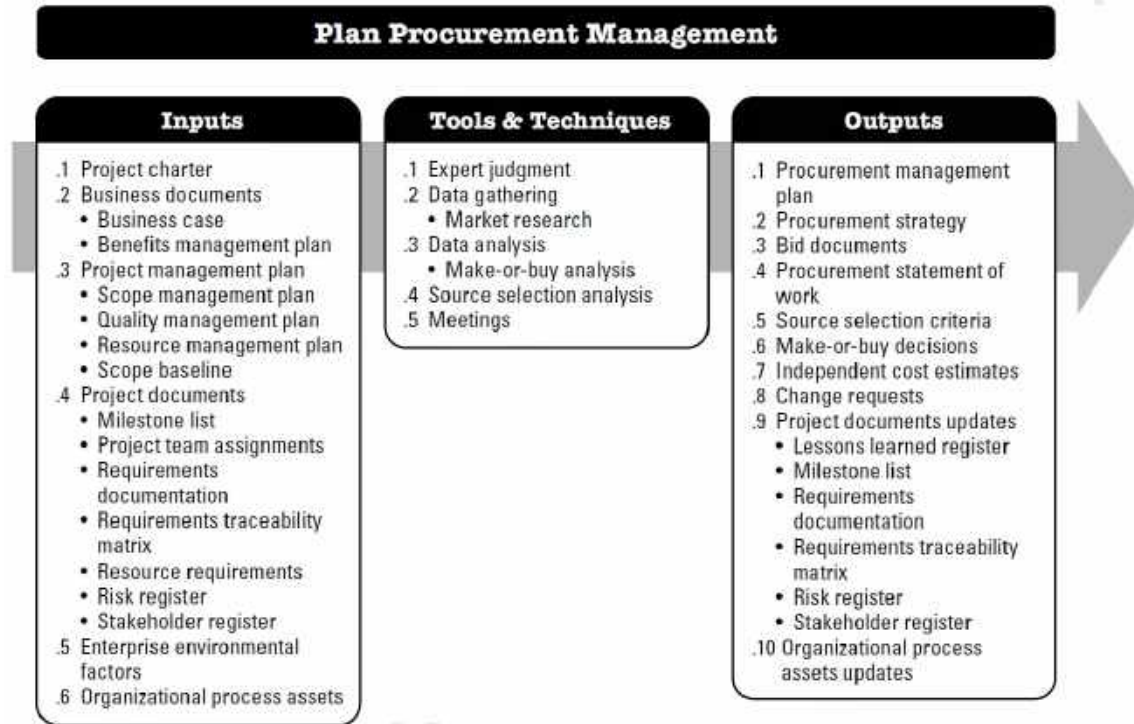 Plan Procurement Management
Inputs
.1 Project charter
.2 Business documents
• Business case
• Benefits management plan
.3 Project management plan
• Scope management plan
• Quality management plan
• Resource management plan
• Scope baseline
.4 Project documents
• Milestone list
• Project team assignments
• Requirements
documentation
• Requirements traceability
matrix
• Resource requirements
• Risk register
• Stakeholder register
.5 Enterprise environmental
factors
.6 Organizational process assets
Tools & Techniques
.1 Expert judgment
.2 Data gathering
• Market research
.3 Data analysis
• Make-or-buy analysis
.4 Source selection analysis
.5 Meetings
Outputs
.1 Procurement management
plan
.2 Procurement strategy
.3 Bid documents
.4 Procurement statement of
work
.5 Source selection criteria
.6 Make-or-buy decisions
.7 Independent cost estimates
.8 Change requests
.9 Project documents updates
• Lessons learned register
• Milestone list
• Requirements
documentation
• Requirements traceability
matrix
• Risk register
• Stakeholder register
.10 Organizational process
assets updates